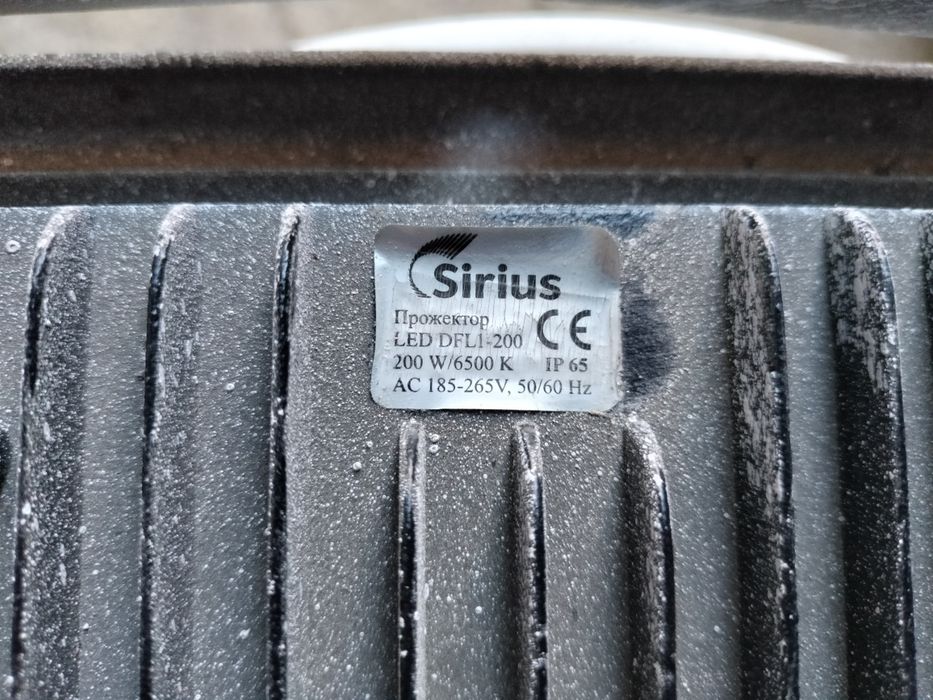 Sirius
Прожектор CE
LED DFL1-200
200 W/6500 K IP 65
AC 185-265V, 50/60 Hz